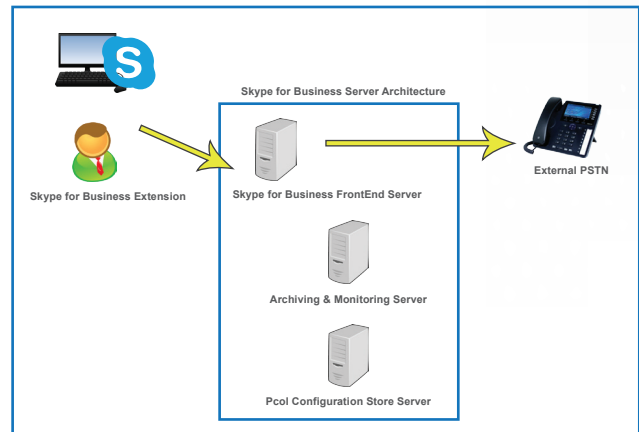 S
Skype for Business Server Architecture
Skype for Business Extension
Skype for Business FrontEnd Server
External PSTN
Archiving & Monitoring Server
Pcol Configuration Store Server